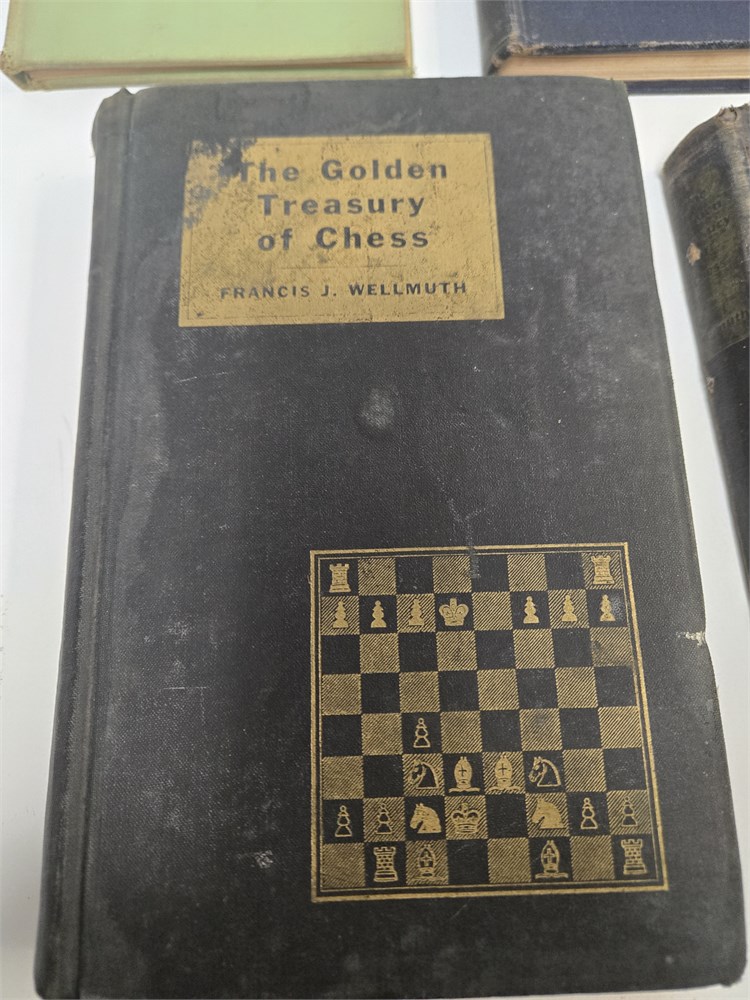 The Golden
Treasury
of Chess
FRANCIS J. WELLMUTH